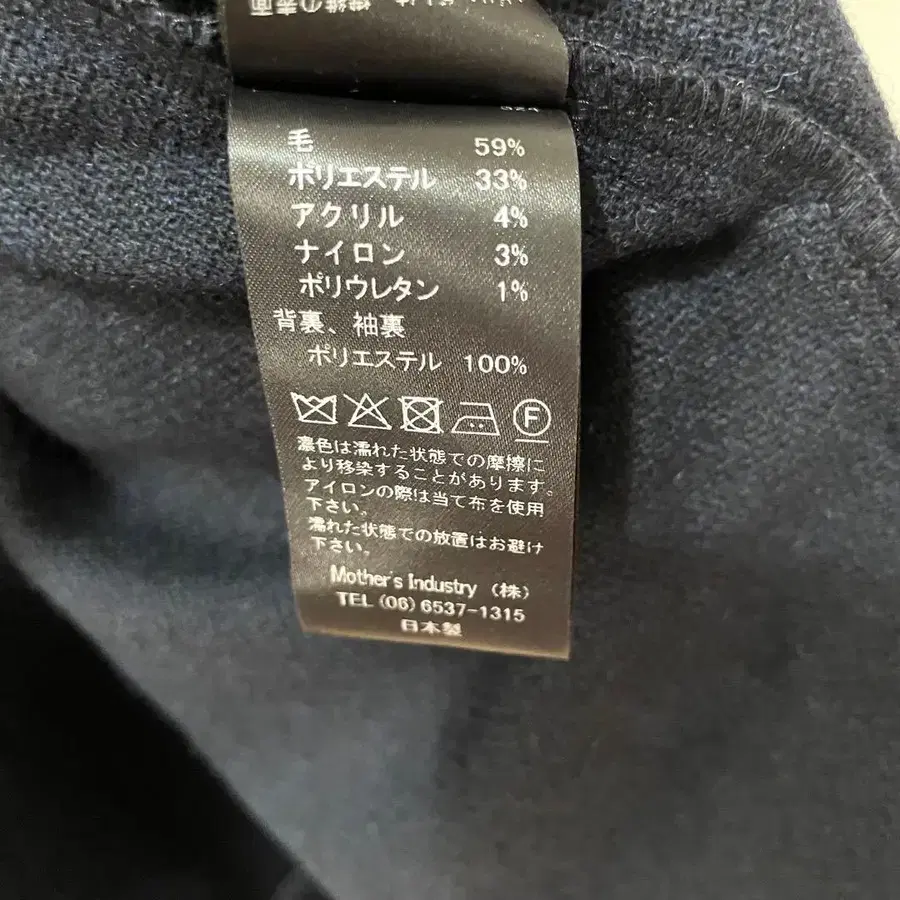 繊維の表面
毛 59%
ポリエステル 33%
アクリル 4%
ナイロン 3%
ポリウレタン 1%
背裏、袖裏
ポリエステル 100%
F
濃色は濡れた状態での摩擦に
より移染することがあります。
アイロンの際は当て布を使用
下さい。
濡れた状態での放置はお避け
下さい。
Mother's Industry (株)
TEL (06) 6537-1315
日本製